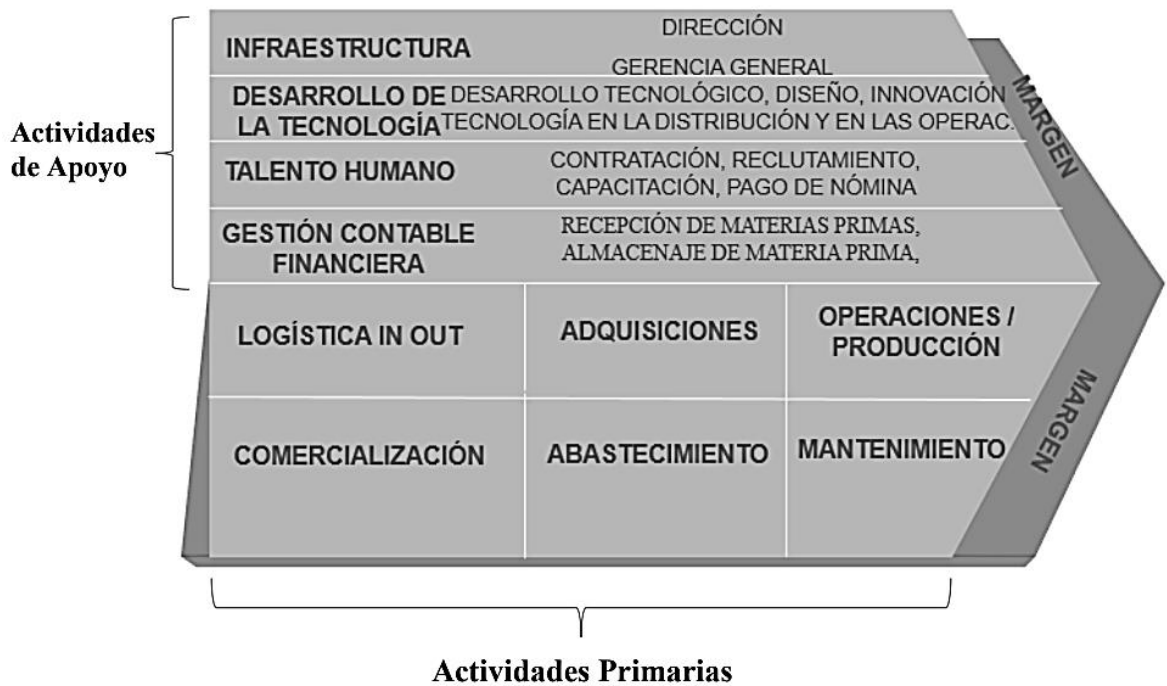 INFRAESTRUCTURA
DIRECCIÓN
GERENCIA GENERAL
MARGEN
Actividades
de Apoyo
DESARROLLO DE
LA TECNOLOGÍA
DESARROLLO TECNOLÓGICO, DISEÑO, INNOVACIÓN
TECNOLOGÍA EN LA DISTRIBUCIÓN Y EN LAS
TALENTO HUMANO
CONTRATACIÓN, RECLUTAMIENTO,
CAPACITACIÓN, PAGO DE NÓMINA
GESTIÓN CONTABLE
FINANCIERA
RECEPCIÓN DE MATERIAS PRIMAS,
ALMACENAJE DE MATERIA PRIMA,
LOGÍSTICA IN OUT
ADQUISICIONES
OPERACIONES /
PRODUCCIÓN
MARGEN
COMERCIALIZACIÓN
ABASTECIMIENTO
MANTENIMIENTO
Actividades Primarias